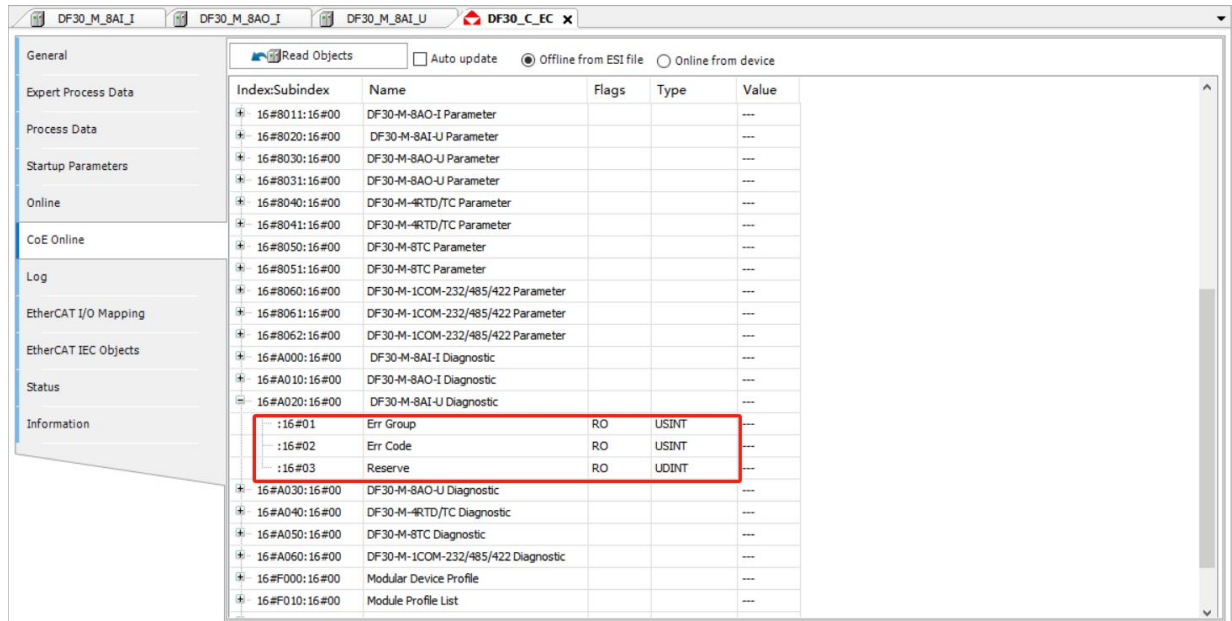 DF30_M_8AI_I DF30_M_8AO_I DF30_M_8AI_U DF30_C_EC
General
Expert Process Data
Process Data
Startup Parameters
Online
CoE Online
Log
EtherCAT I/O Mapping
EtherCAT IEC Objects
Status
Information
Read Objects Auto update Offline from ESI file Online from device
Index:Subindex Name Flags Type Value
16#8011:16#00 DF30-M-8AO-I Parameter ---
16#8020:16#00 DF30-M-8AI-U Parameter ---
16#8030:16#00 DF30-M-8AO-U Parameter ---
16#8031:16#00 DF30-M-8AO-U Parameter ---
16#8040:16#00 DF30-M-4RTD/TC Parameter ---
16#8041:16#00 DF30-M-4RTD/TC Parameter ---
16#8050:16#00 DF30-M-8TC Parameter ---
16#8051:16#00 DF30-M-8TC Parameter ---
16#8060:16#00 DF30-M-1COM-232/485/422 Parameter ---
16#8061:16#00 DF30-M-1COM-232/485/422 Parameter ---
16#8062:16#00 DF30-M-1COM-232/485/422 Parameter ---
16#A000:16#00 DF30-M-8AI-I Diagnostic ---
16#A010:16#00 DF30-M-8AO-I Diagnostic ---
16#A020:16#00 DF30-M-8AI-U Diagnostic ---
:16#01 Err Group RO USINT ---
:16#02 Err Code RO USINT ---
:16#03 Reserve RO UDINT ---
16#A030:16#00 DF30-M-8AO-U Diagnostic ---
16#A040:16#00 DF30-M-4RTD/TC Diagnostic ---
16#A050:16#00 DF30-M-8TC Diagnostic ---
16#A060:16#00 DF30-M-1COM-232/485/422 Diagnostic ---
16#F000:16#00 Modular Device Profile ---
16#F010:16#00 Module Profile List ---